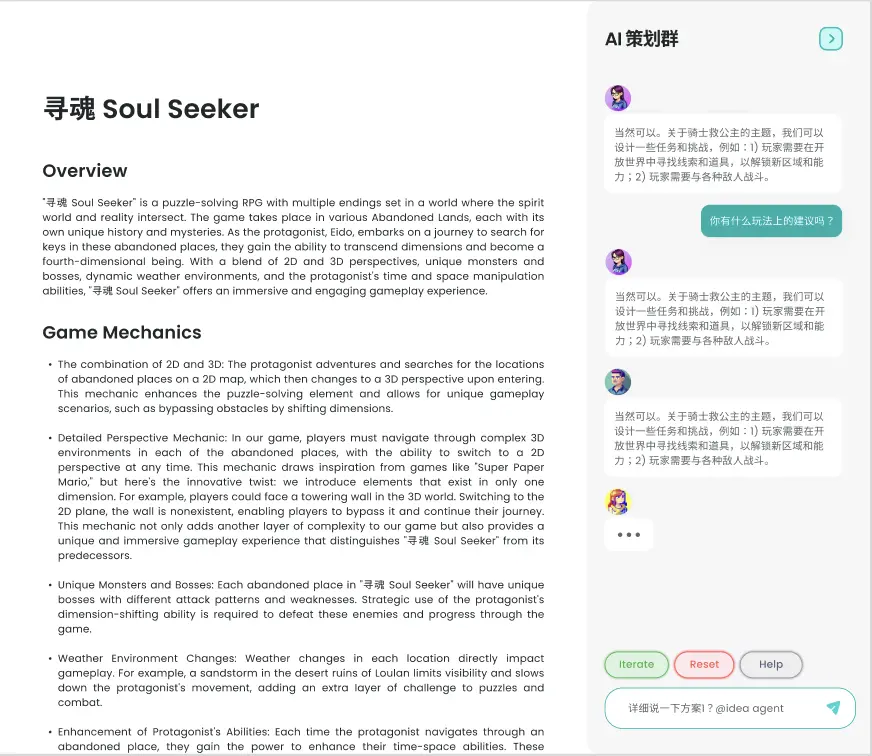 寻魂 Soul Seeker
Overview
"寻魂 Soul Seeker" is a puzzle-solving RPG with multiple endings set in a world where the spirit
world and reality intersect. The game takes place in various Abandoned Lands, each with its
own unique history and mysteries. As the protagonist, Eido, embarks on a journey to search for
keys in these abandoned places, they gain the ability to transcend dimensions and become a
fourth-dimensional being. With a blend of 2D and 3D perspectives, unique monsters and
bosses, dynamic weather environments, and the protagonist's time and space manipulation
abilities, "寻魂 Soul Seeker" offers an immersive and engaging gameplay experience.
Game Mechanics
• The combination of 2D and 3D: The protagonist adventures and searches for the locations
of abandoned places on a 2D map, which then changes to a 3D perspective upon entering.
This mechanic enhances the puzzle-solving element and allows for unique gameplay
scenarios, such as bypassing obstacles by shifting dimensions.
• Detailed Perspective Mechanic: In our game, players must navigate through complex 3D
environments in each of the abandoned places, with the ability to switch to a 2D
perspective at any time. This mechanic draws inspiration from games like "Super Paper
Mario," but here's the innovative twist: we introduce elements that exist in only one
dimension. For example, players could face a towering wall in the 3D world. Switching to the
2D plane, the wall is nonexistent, enabling players to bypass it and continue their journey.
This mechanic not only adds another layer of complexity to our game but also provides a
unique and immersive gameplay experience that distinguishes "寻魂 Soul Seeker" from its
predecessors.
• Unique Monsters and Bosses: Each abandoned place in "寻魂 Soul Seeker" will have unique
bosses with different attack patterns and weaknesses. Strategic use of the protagonist's
dimension-shifting ability is required to defeat these enemies and progress through the
game.
• Weather Environment Changes: Weather changes in each location directly impact
gameplay. For example, a sandstorm in the desert ruins of Loulan limits visibility and slows
down the protagonist's movement, adding an extra layer of challenge to puzzles and
combat.
• Enhancement of Protagonist's Abilities: Each time the protagonist navigates through an
abandoned place, they gain the power to enhance their time-space abilities. These
AI 策划群
当然可以。关于骑士救公主的主题，我们可以
设计一些任务和挑战，例如：1) 玩家需要在开
放世界中寻找线索和道具，以解锁新区域和能
力；2) 玩家需要与各种敌人战斗。
你有什么玩法上的建议吗？
当然可以。关于骑士救公主的主题，我们可以
设计一些任务和挑战，例如：1) 玩家需要在开
放世界中寻找线索和道具，以解锁新区域和能
力；2) 玩家需要与各种敌人战斗。
当然可以。关于骑士救公主的主题，我们可以
设计一些任务和挑战，例如：1) 玩家需要在开
放世界中寻找线索和道具，以解锁新区域和能
力；2) 玩家需要与各种敌人战斗。
Iterate Reset Help
详细说一下方案1？@idea agent